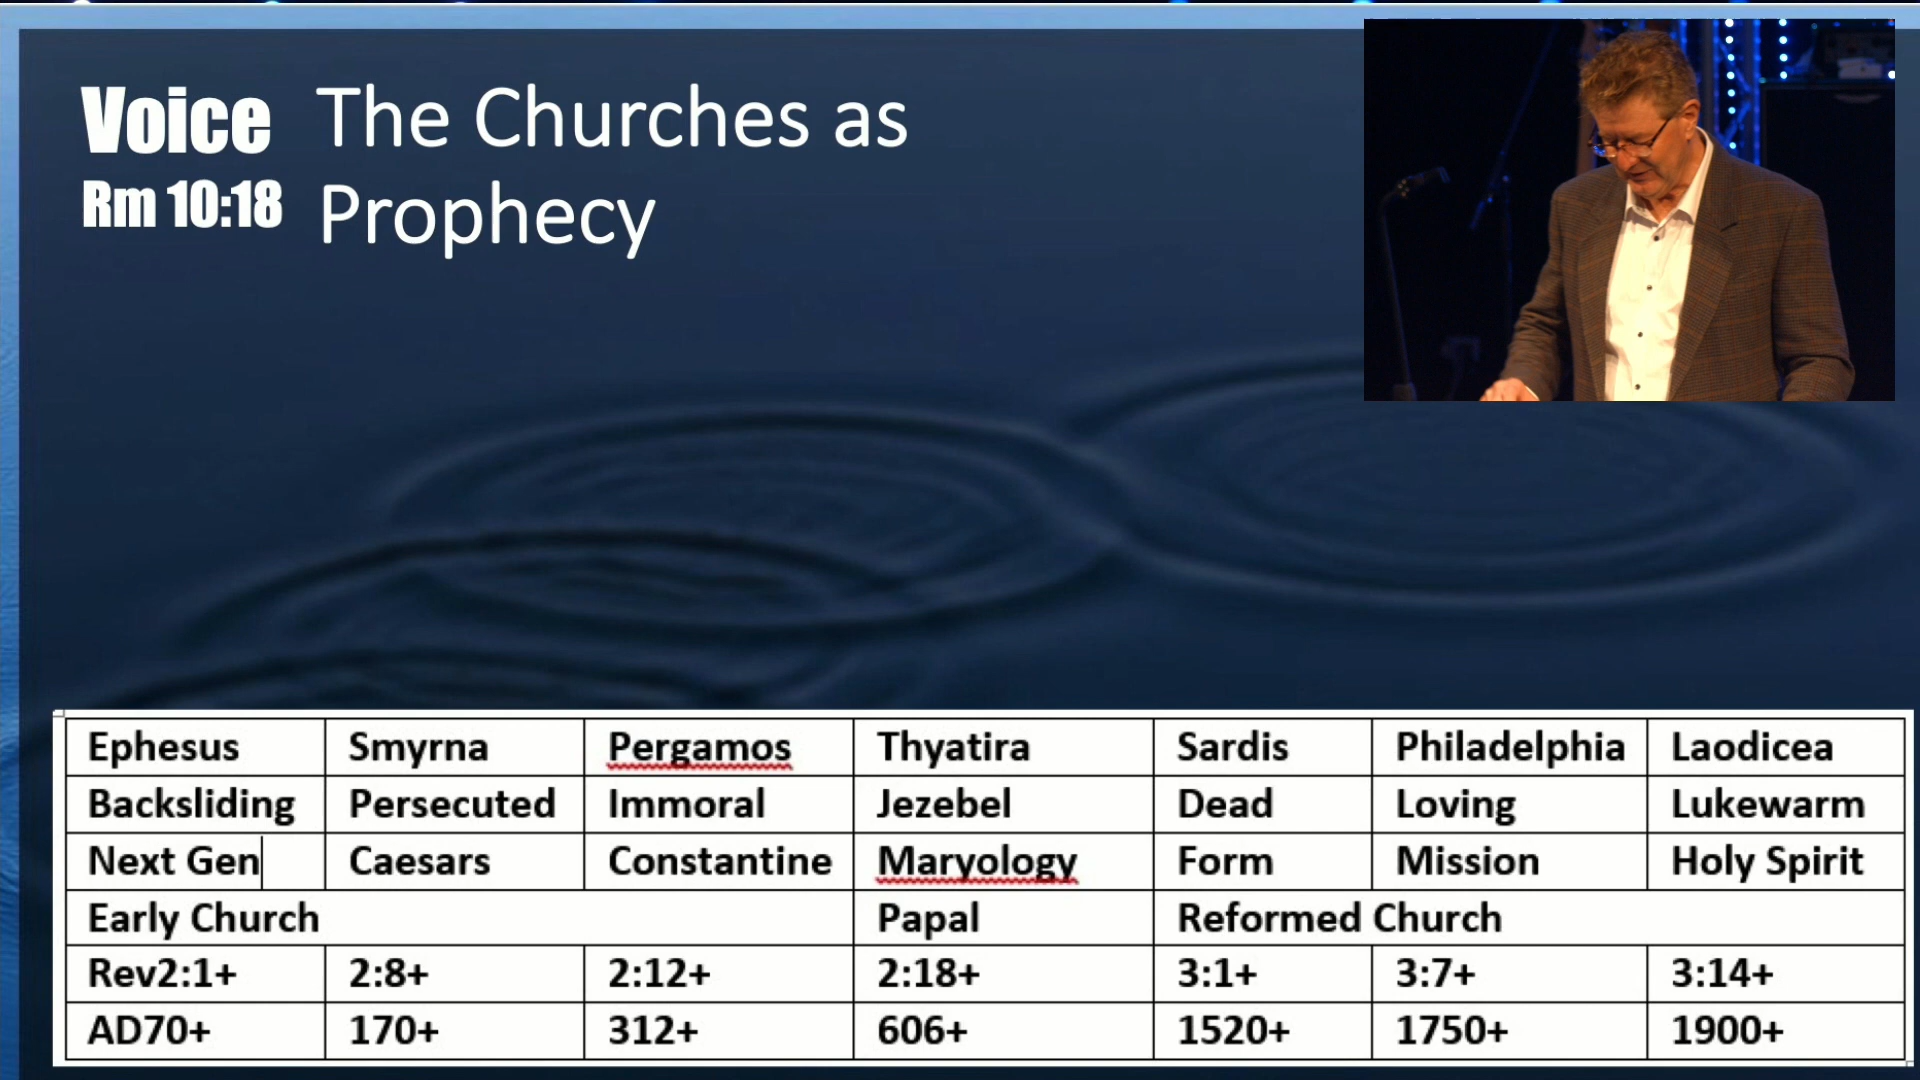 Voice The Churches as
Rm 10:18 Prophecy
Ephesus Smyrna Pergamos Thyatira Sardis Philadelphia Laodicea
Backsliding Persecuted Immoral Jezebel Dead Loving Lukewarm
Next Gen Caesars Constantine Maryology Form Mission Holy Spirit
Early Church Papal Reformed Church
Rev2:1+ 2:8+ 2:12+ 2:18+ 3:1+ 3:7+ 3:14+
AD70+ 170+ 312+ 606+ 1520+ 1750+ 1900+